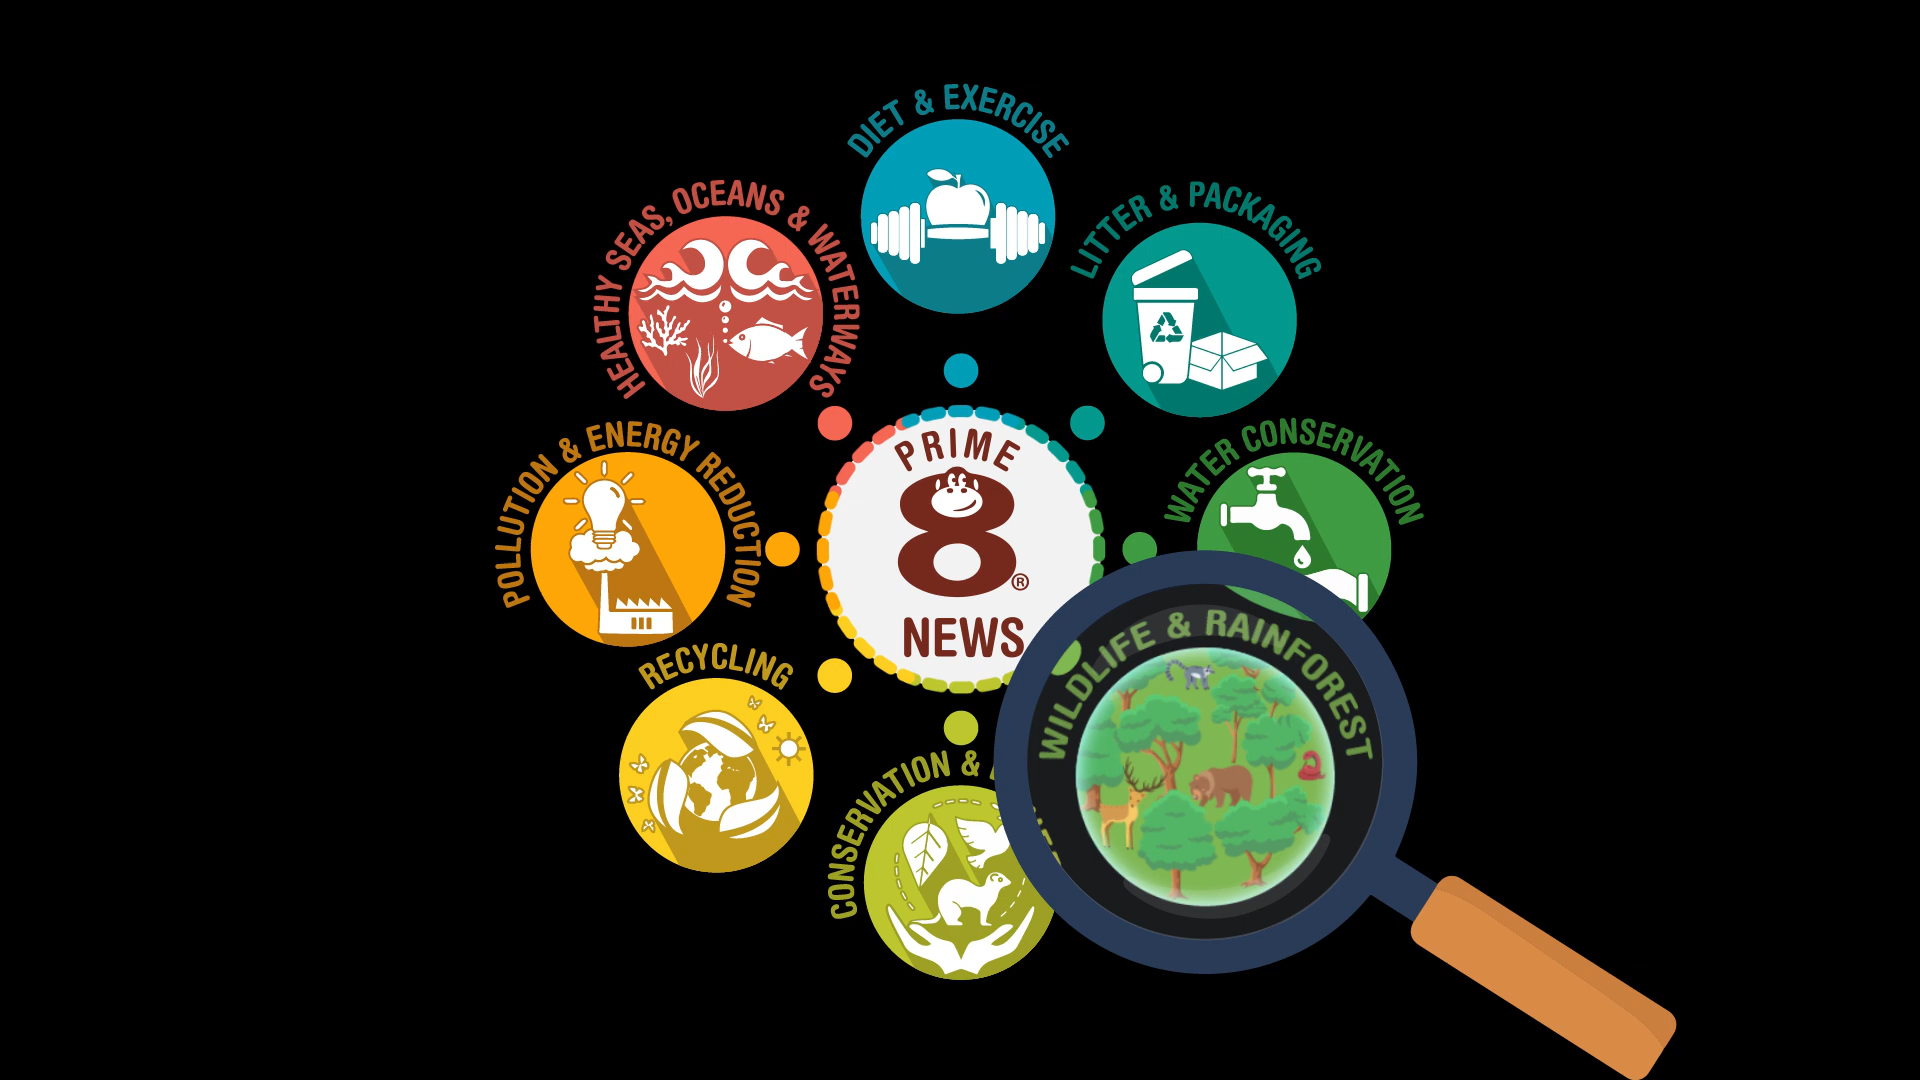 DIET & EXERCISE
LITTER & PACKAGING
HEALTHY SEAS, OCEANS & WATERWAYS
WATER CONSERVATION
POLLUTION & ENERGY REDUCTION
PRIME
8®
NEWS
WILDLIFE & RAINFOREST
RECYCLING
CONSERVATION &